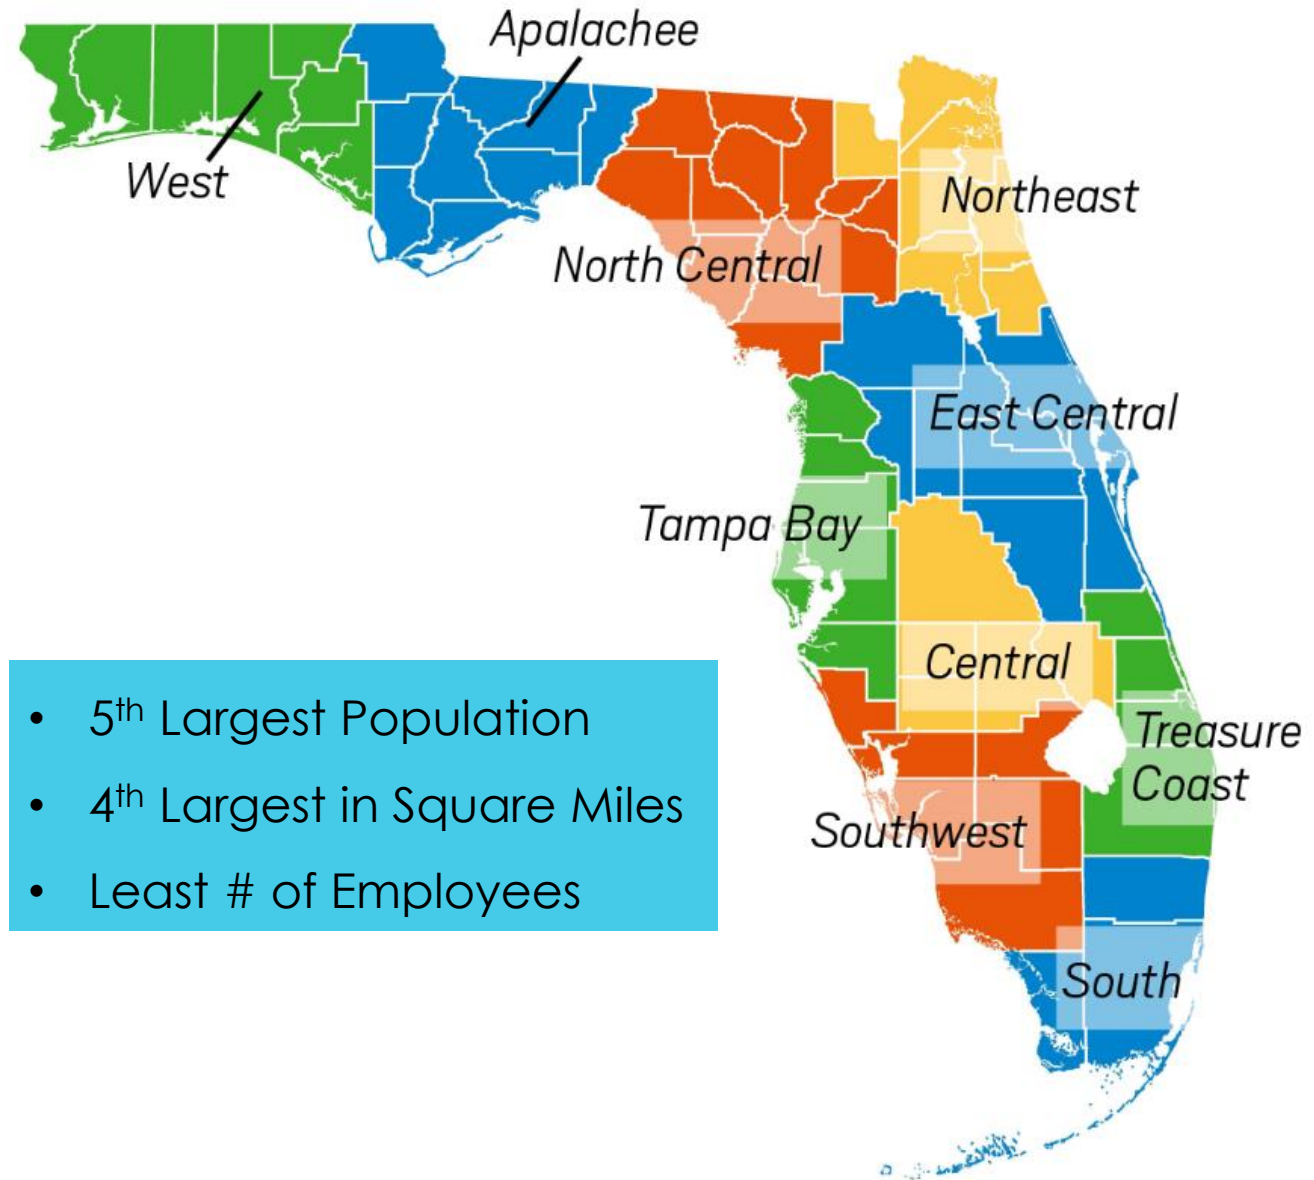 Apalachee
West
Northeast
North Central
East Central
Tampa Bay
Central
• 5th Largest Population
• 4th Largest in Square Miles
• Least # of Employees
Treasure
Coast
Southwest
South